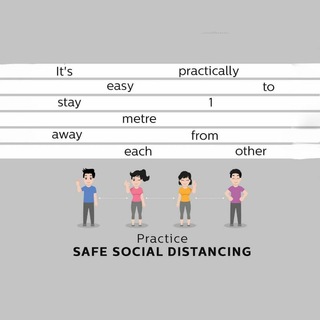 It's practically
easy to
stay 1
metre
away from
each other
Practice
SAFE SOCIAL DISTANCING